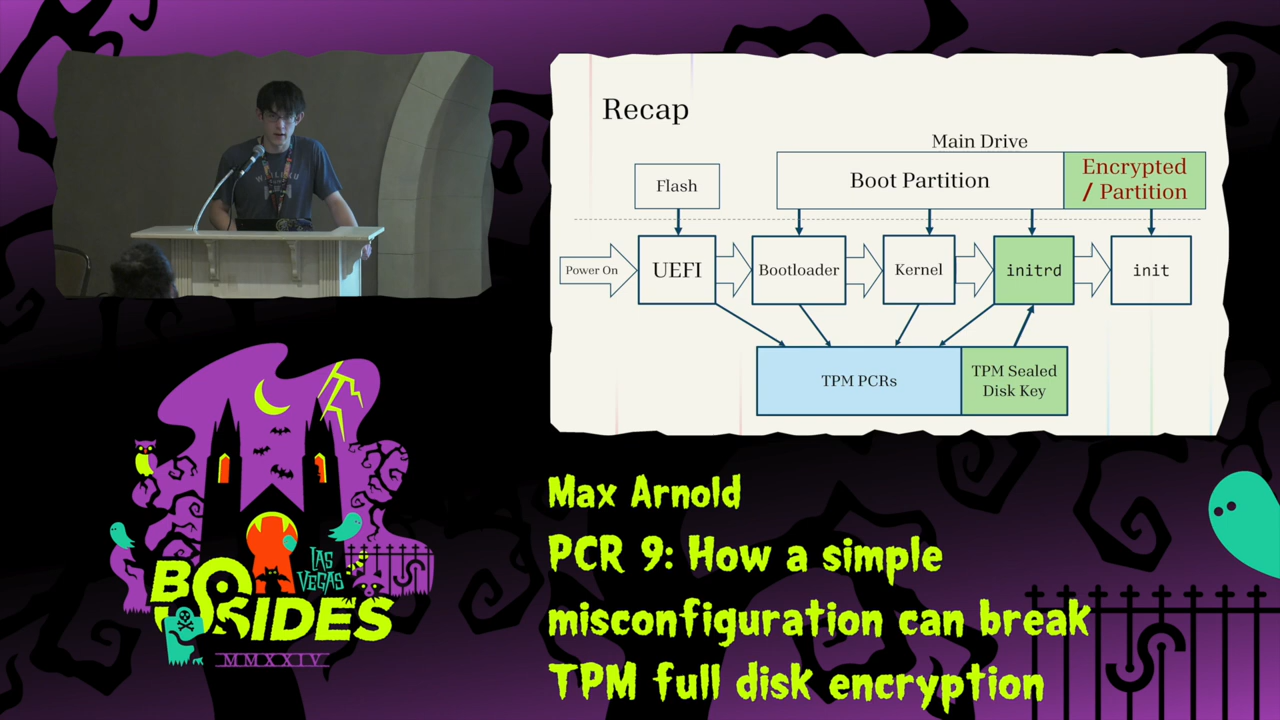 Recap
Main Drive
Flash
Boot Partition
Encrypted
/ Partition
Power On
UEFI
Bootloader
Kernel
initrd
init
TPM PCRs
TPM Sealed
Disk Key
LAS
VEGAS
BSIDES
MMXXIV
Max Arnold
PCR 9: How a simple
misconfiguration can break
TPM full disk encryption